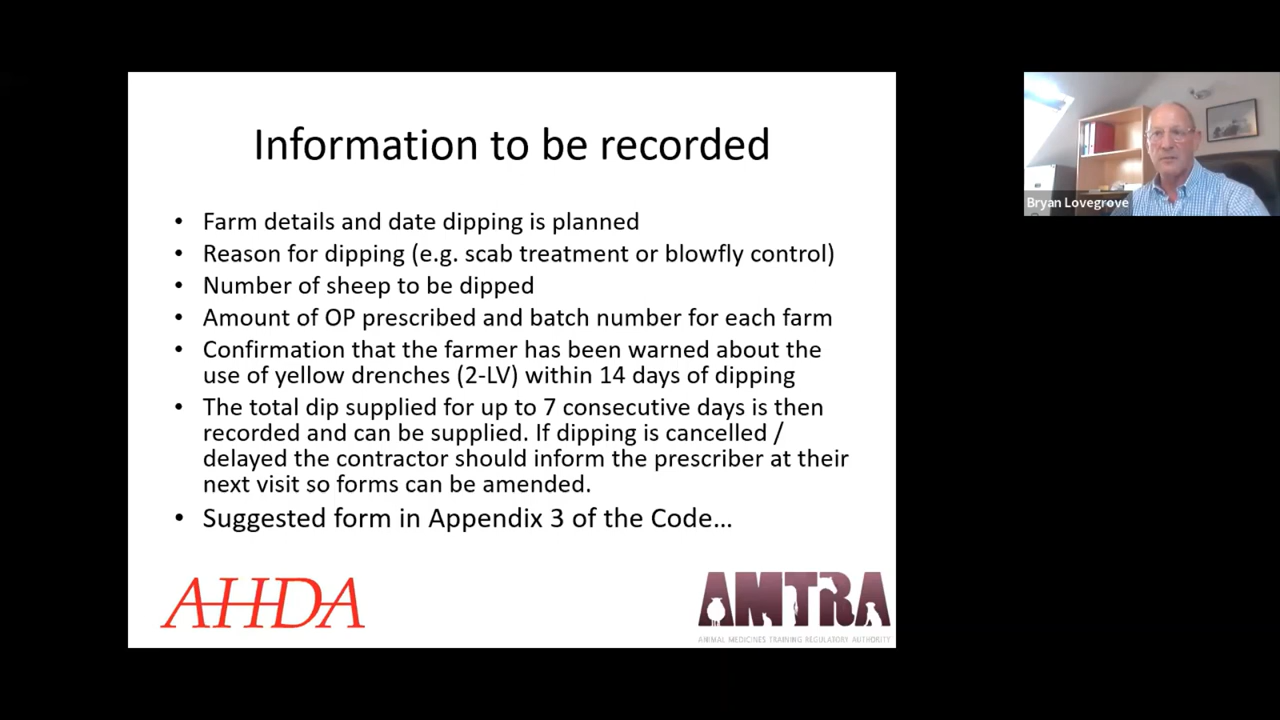 Information to be recorded
• Farm details and date dipping is planned
• Reason for dipping (e.g. scab treatment or blowfly control)
• Number of sheep to be dipped
• Amount of OP prescribed and batch number for each farm
• Confirmation that the farmer has been warned about the
use of yellow drenches (2-LV) within 14 days of dipping
• The total dip supplied for up to 7 consecutive days is then
recorded and can be supplied. If dipping is cancelled /
delayed the contractor should inform the prescriber at their
next visit so forms can be amended.
• Suggested form in Appendix 3 of the Code…
AHDA
AMTRA
ANIMAL MEDICINES TRAINING REGULATORY AUTHORITY
Bryan Lovegrove